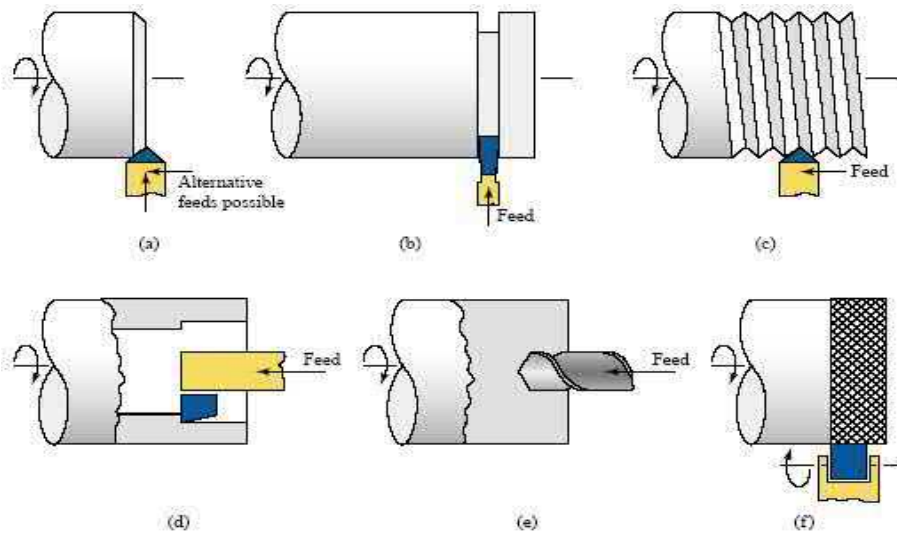 Alternative
feeds possible
(a)
Feed
(b)
Feed
(c)
Feed
(d)
Feed
(e)
(f)